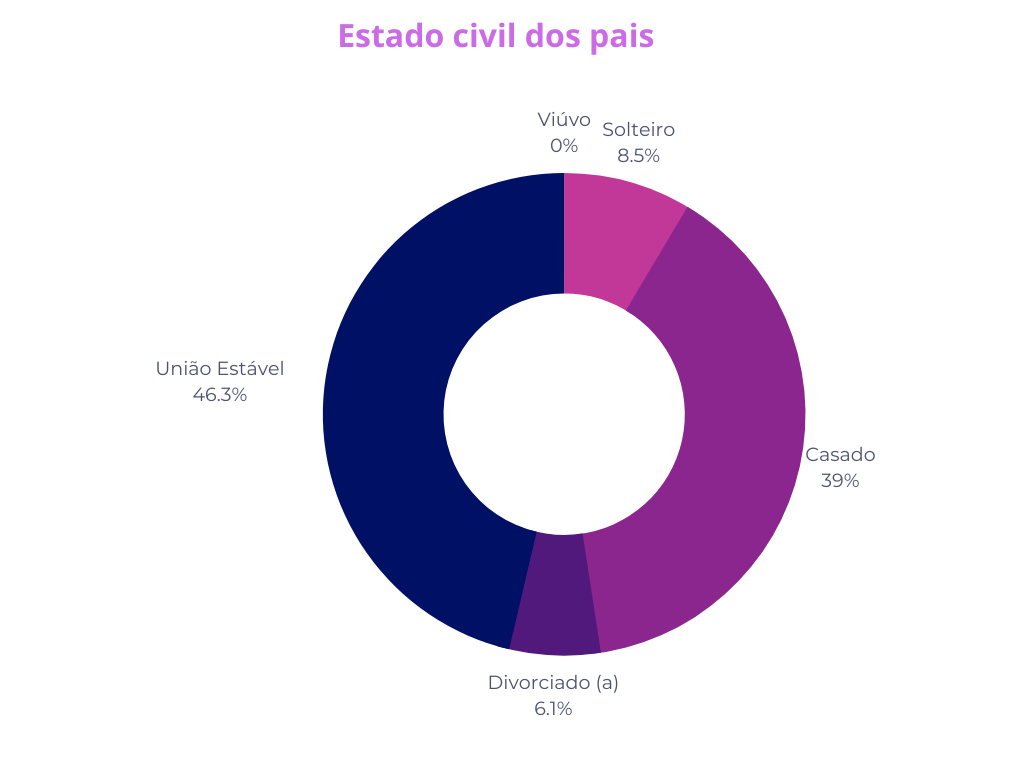 Estado civil dos pais
Viúvo
0%
Solteiro
8.5%
União Estável
46.3%
Casado
39%
Divorciado (a)
6.1%